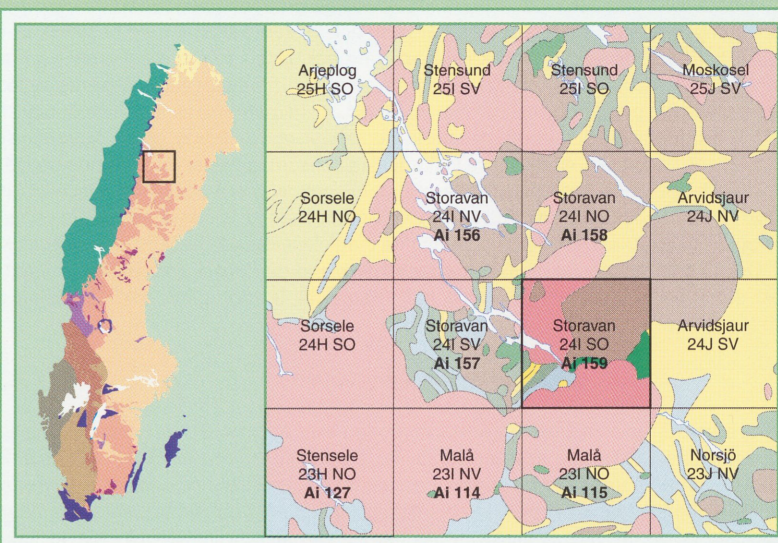 Arjeplog
25H SO
Stensund
25I SV
Stensund
25I SO
Moskosel
25J SV
Sorsele
24H NO
Storavan
24I NV
Ai 156
Storavan
24I NO
Ai 158
Arvidsjaur
24J NV
Sorsele
24H SO
Storavan
24I SV
Ai 157
Storavan
24I SO
Ai 159
Arvidsjaur
24J SV
Stensele
23H NO
Ai 127
Malå
23I NV
Ai 114
Malå
23I NO
Ai 115
Norsjö
23J NV